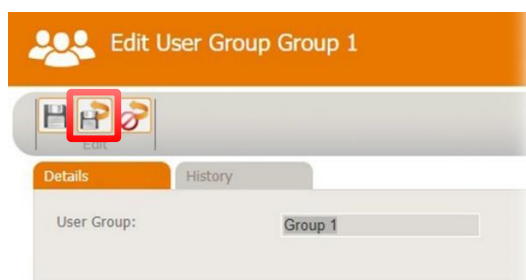 Edit User Group Group 1
Edit
Details History
User Group: Group 1